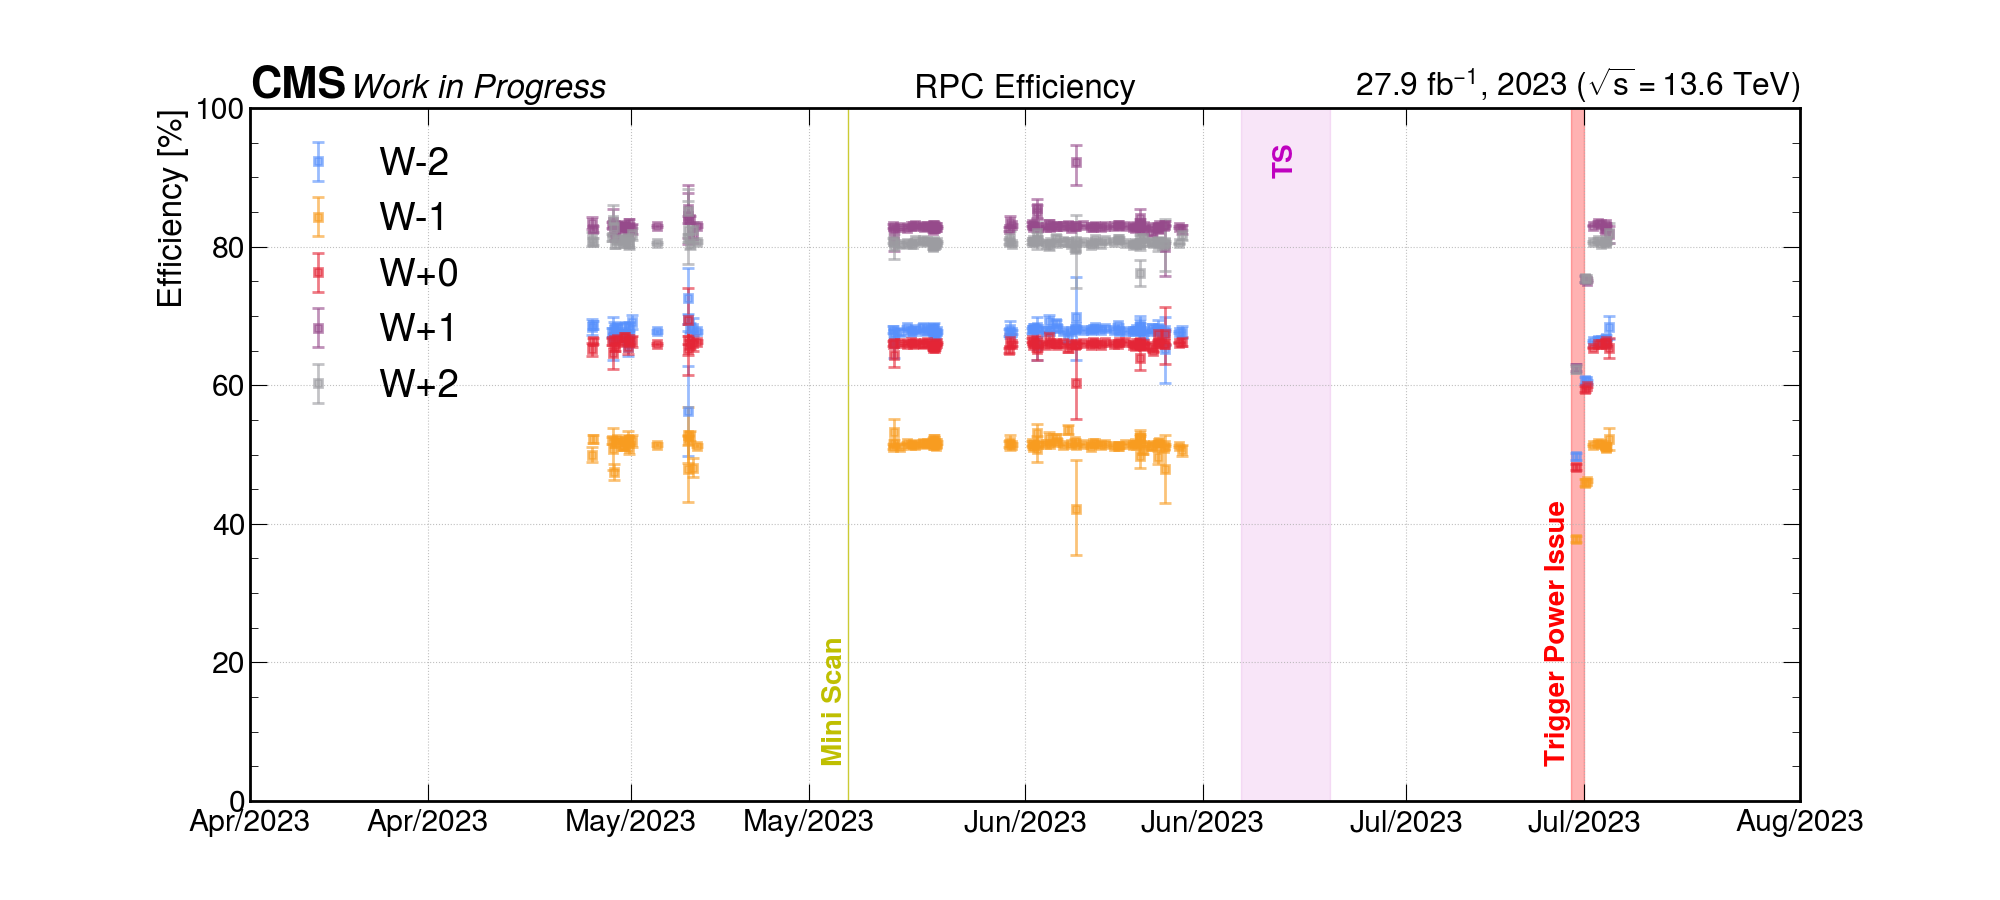 CMS Work in Progress RPC Efficiency 27.9 fb⁻¹, 2023 (√s = 13.6 TeV)
Efficiency [%]
100
80
60
40
20
0
W-2
W-1
W+0
W+1
W+2
Mini Scan
TS
Trigger Power Issue
Apr/2023 Apr/2023 May/2023 May/2023 Jun/2023 Jun/2023 Jul/2023 Jul/2023 Aug/2023